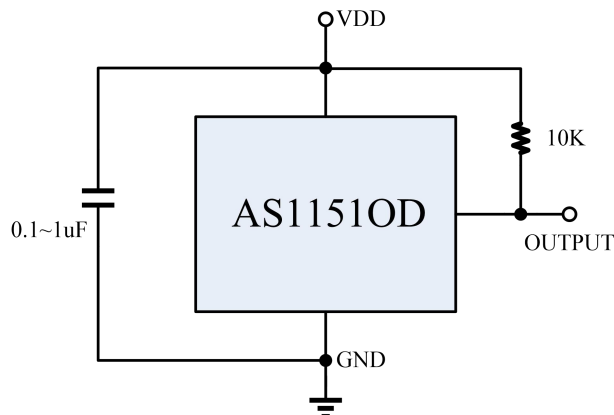 VDD
10K
AS1151OD
0.1~1uF
OUTPUT
GND